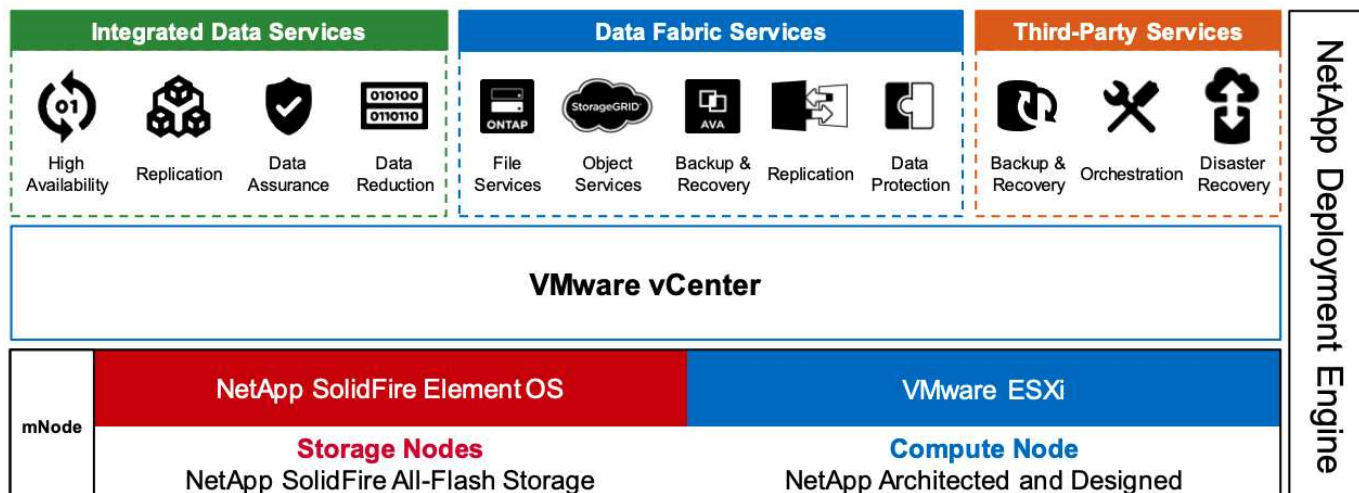 Integrated Data Services
Data Fabric Services
Third-Party Services
01
010100
0110110
ONTAP
StorageGRID
AVA
High
Availability
Replication
Data
Assurance
Data
Reduction
File
Services
Object
Services
Backup &
Recovery
Replication
Data
Protection
Backup &
Recovery
Orchestration
Disaster
Recovery
VMware vCenter
mNode
NetApp SolidFire Element OS
VMware ESXi
Storage Nodes
NetApp SolidFire All-Flash Storage
Compute Node
NetApp Architected and Designed
NetApp Deployment Engine